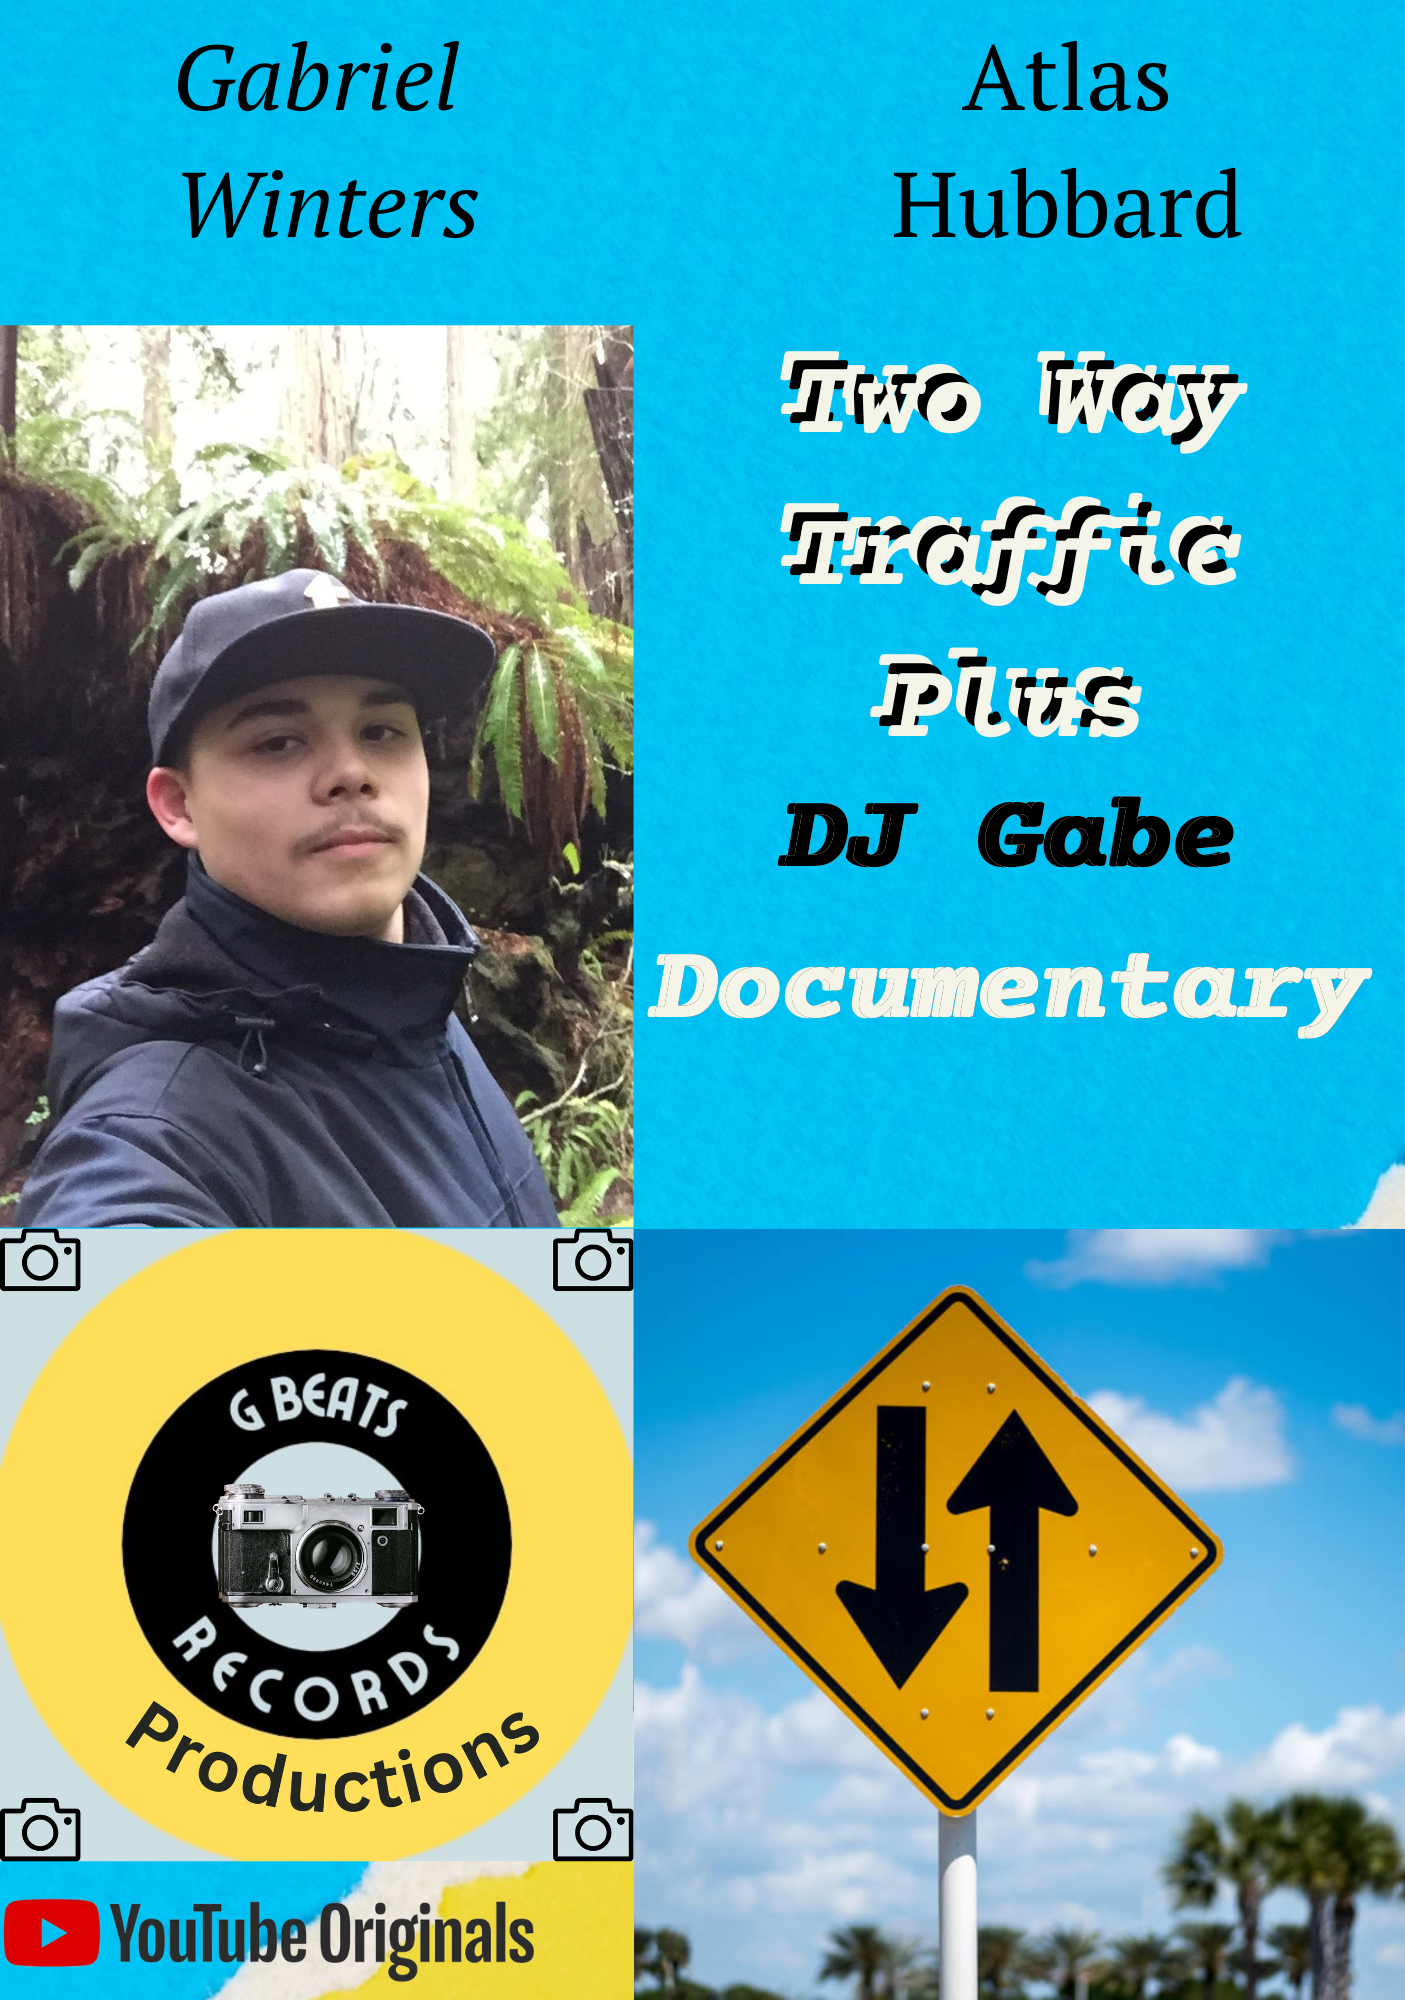 Gabriel
Winters
Atlas
Hubbard
Two Way
Traffic
Plus
DJ Gabe
Documentary
G BEATS
RECORDS
Productions
YouTube Originals